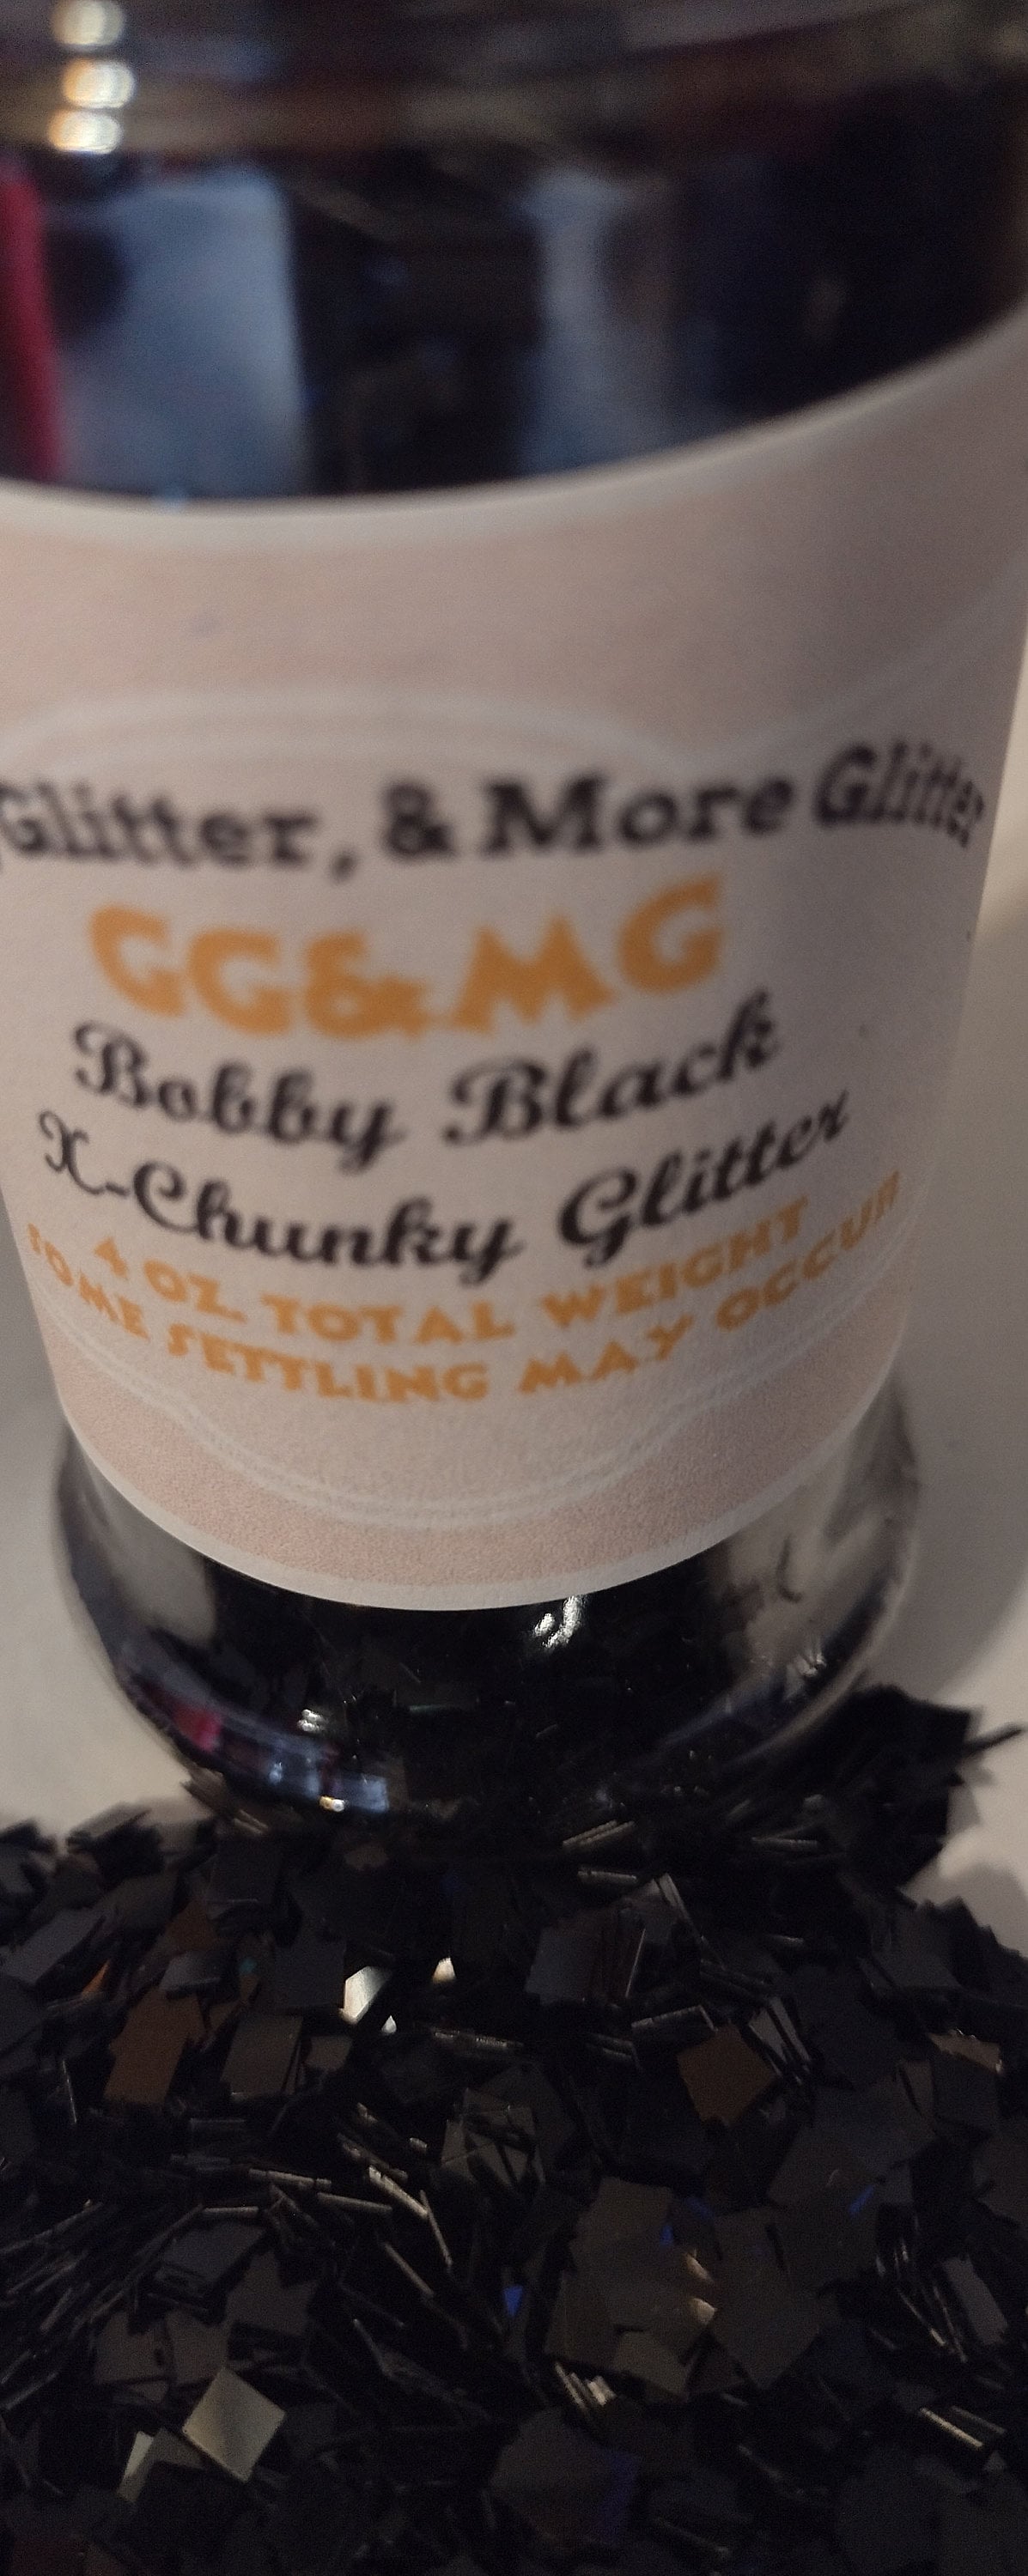 Glitter, & More Glitter
GG&MG
Bobby Black
X-Chunky Glitter
4 OZ. TOTAL WEIGHT
SOME SETTLING MAY OCCUR